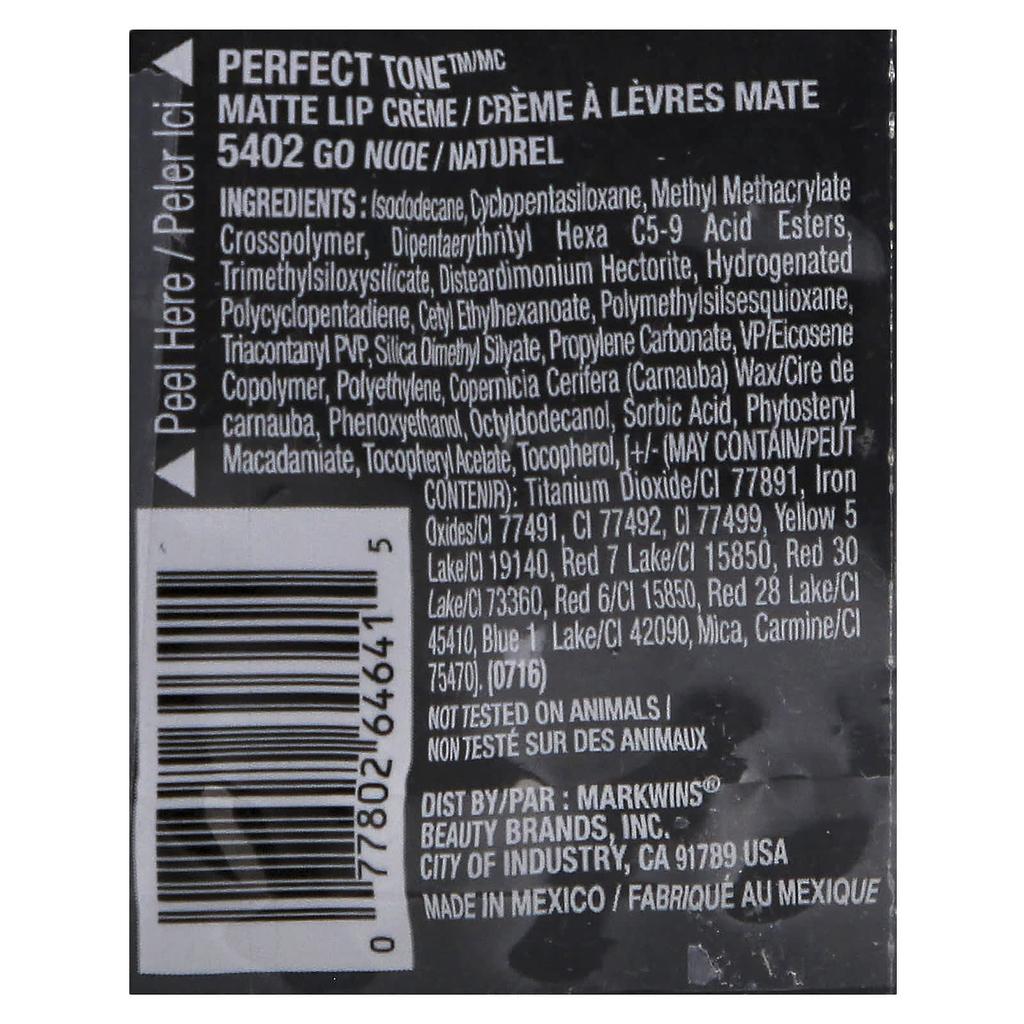 Peel Here / Peler Ici
PERFECT TONE™/MC
MATTE LIP CRÈME / CRÈME À LÈVRES MATE
5402 GO NUDE / NATUREL
INGREDIENTS : Isododecane, Cyclopentasiloxane, Methyl Methacrylate
Crosspolymer, Dipentaerythrityl Hexa C5-9 Acid Esters,
Trimethylsiloxysilicate, Disteardimonium Hectorite, Hydrogenated
Polycyclopentadiene, Cetyl Ethylhexanoate, Polymethylsilsesquioxane,
Triacontanyl PVP, Silica Dimethyl Silyate, Propylene Carbonate, VP/Eicosene
Copolymer, Polyethylene, Copernicia Cerifera (Carnauba) Wax/Cire de
carnauba, Phenoxyethanol, Octyldodecanol, Sorbic Acid, Phytosteryl
Macadamiate, Tocopheryl Acetate, Tocopherol, [+/- (MAY CONTAIN/PEUT
CONTENIR): Titanium Dioxide/CI 77891, Iron
Oxides/CI 77491, CI 77492, CI 77499, Yellow 5
Lake/CI 19140, Red 7 Lake/CI 15850, Red 30
Lake/CI 73360, Red 6/CI 15850, Red 28 Lake/CI
45410, Blue 1 Lake/CI 42090, Mica, Carmine/CI
75470]. (0716)
NOT TESTED ON ANIMALS /
NON TESTÉ SUR DES ANIMAUX
DIST BY/PAR : MARKWINS®
BEAUTY BRANDS, INC.
CITY OF INDUSTRY, CA 91789 USA
MADE IN MEXICO / FABRIQUÉ AU MEXIQUE
0 77802 64641 5